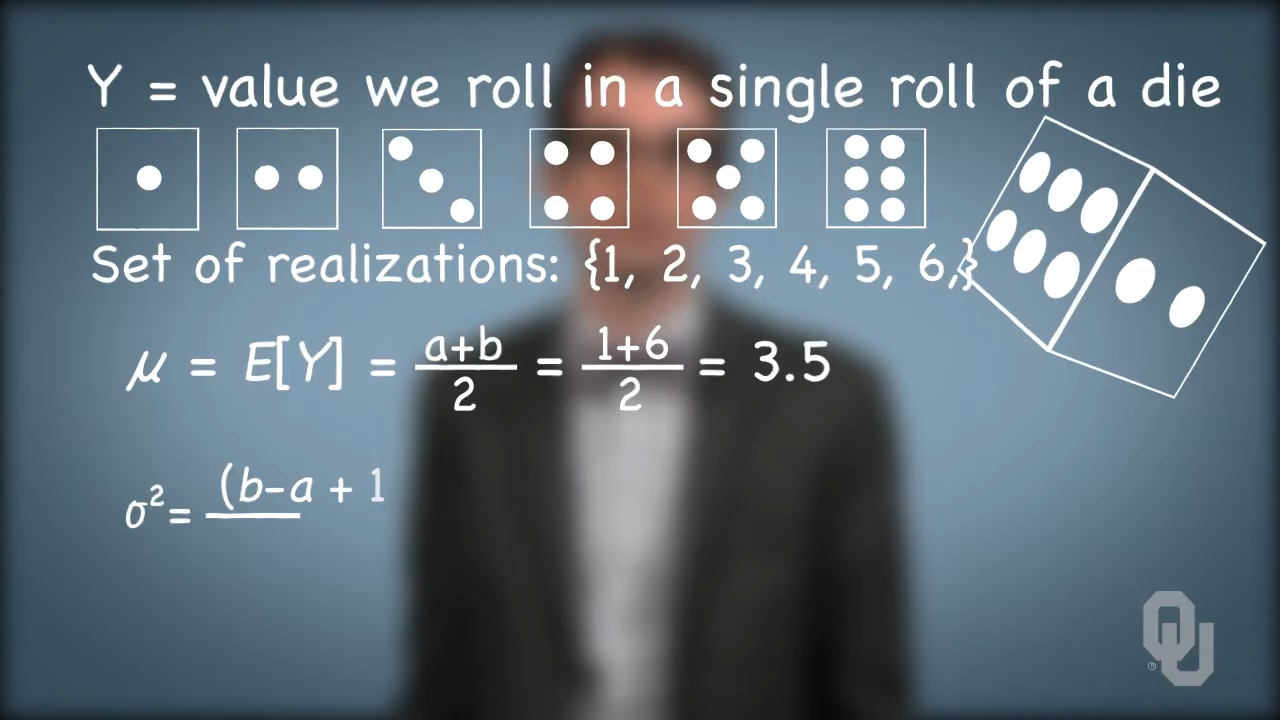 Y = value we roll in a single roll of a die
Set of realizations: {1, 2, 3, 4, 5, 6,}
μ = E[Y] = a+b/2 = 1+6/2 = 3.5
σ²= (b-a + 1
OU
®